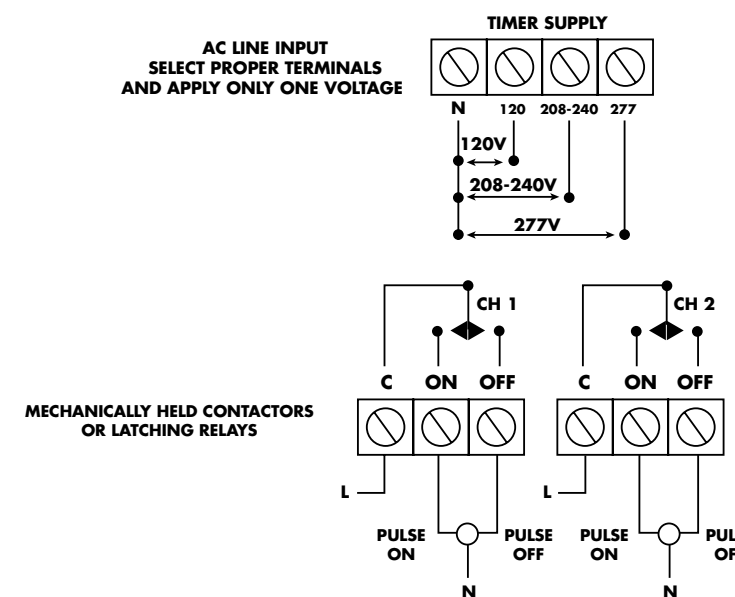 TIMER SUPPLY
AC LINE INPUT
SELECT PROPER TERMINALS
AND APPLY ONLY ONE VOLTAGE
N 120 208-240 277
120V
208-240V
277V
CH 1 CH 2
C ON OFF C ON OFF
MECHANICALLY HELD CONTACTORS
OR LATCHING RELAYS
L L
PULSE PULSE PULSE PUL
ON OFF ON OF
N N